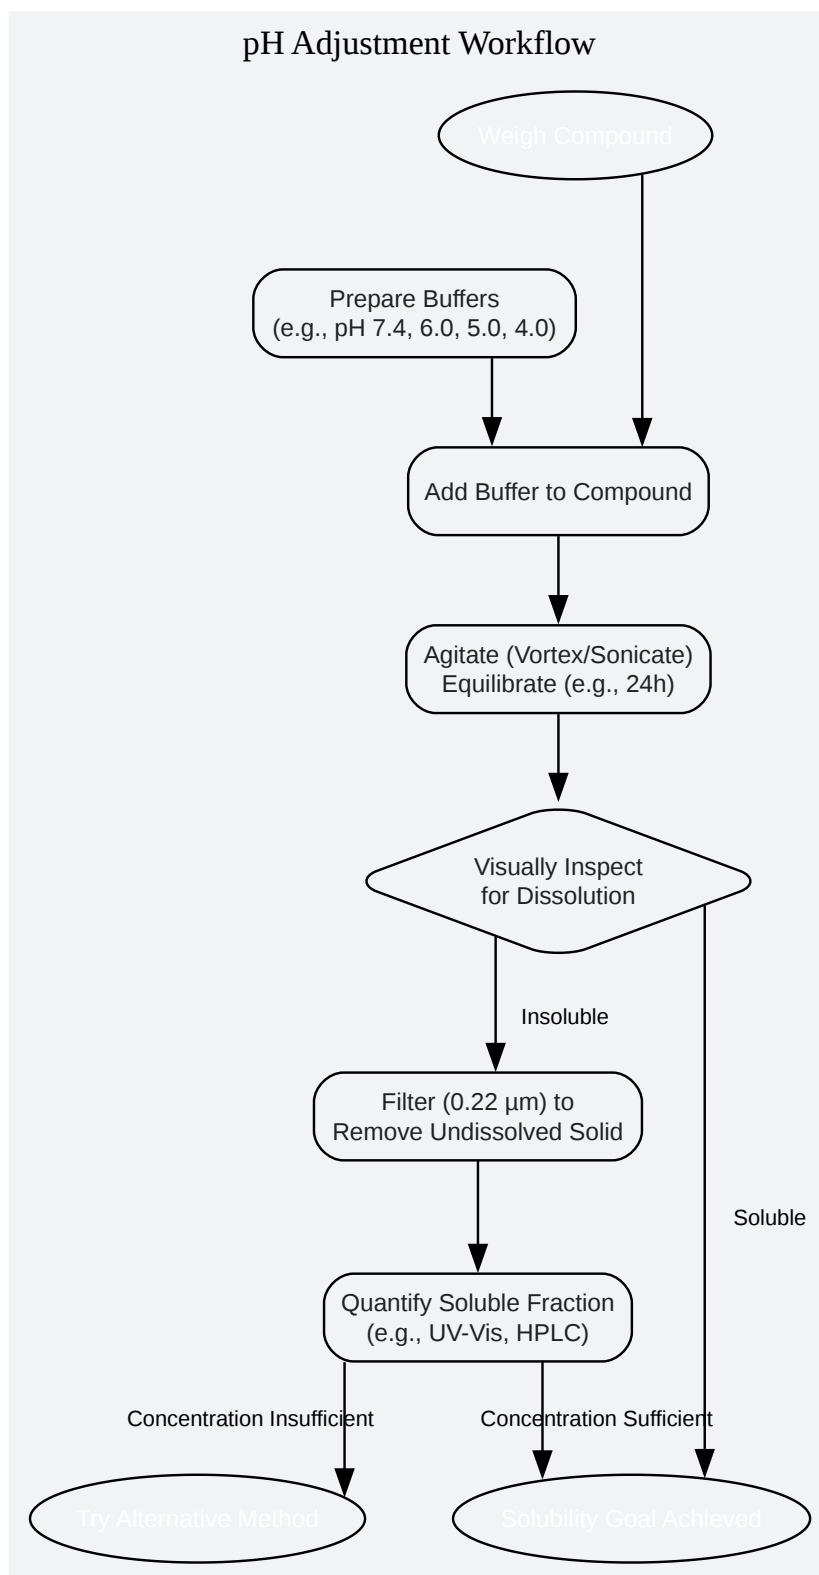 pH Adjustment Workflow
Weigh Compound
Prepare Buffers
(e.g., pH 7.4, 6.0, 5.0, 4.0)
Add Buffer to Compound
Agitate (Vortex/Sonicate)
Equilibrate (e.g., 24h)
Visually Inspect
for Dissolution
Insoluble
Filter (0.22 µm) to
Remove Undissolved Solid
Soluble
Quantify Soluble Fraction
(e.g., UV-Vis, HPLC)
Concentration Insufficient
Concentration Sufficient
Try Alternative Method
Solubility Goal Achieved